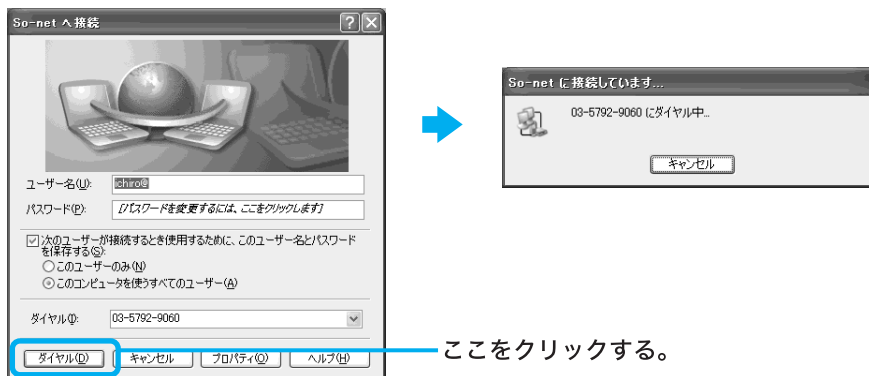 So-net へ接続
ユーザー名(U):
ichiro@
パスワード(P):
[パスワードを変更するには、ここをクリックします]
次のユーザーが接続するとき使用するために、このユーザー名とパスワード
を保存する(S):
このユーザーのみ(N)
このコンピュータを使うすべてのユーザー(A)
ダイヤル(I):
03-5792-9060
ダイヤル(D)
キャンセル
プロパティ(O)
ヘルプ(H)
ここをクリックする。
So-net に接続しています...
03-5792-9060 にダイヤル中...
キャンセル